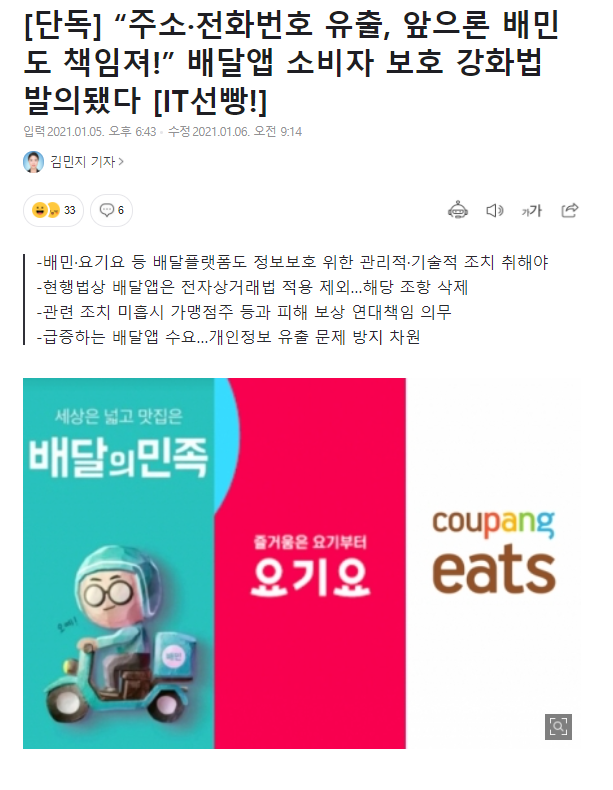 [단독] “주소·전화번호 유출, 앞으론 배민
도 책임져!” 배달앱 소비자 보호 강화법
발의됐다 [IT선빵!]
입력 2021.01.05. 오후 6:43 · 수정 2021.01.06. 오전 9:14
김민지 기자 >
33
6
가가
-배민·요기요 등 배달플랫폼도 정보보호 위한 관리적·기술적 조치 취해야
-현행법상 배달앱은 전자상거래법 적용 제외…해당 조항 삭제
-관련 조치 미흡시 가맹점주 등과 피해 보상 연대책임 의무
-급증하는 배달앱 수요…개인정보 유출 문제 방지 차원
세상은 넓고 맛집은
배달의민족
배민
즐거움은 요기부터
요기요
coupang
eats